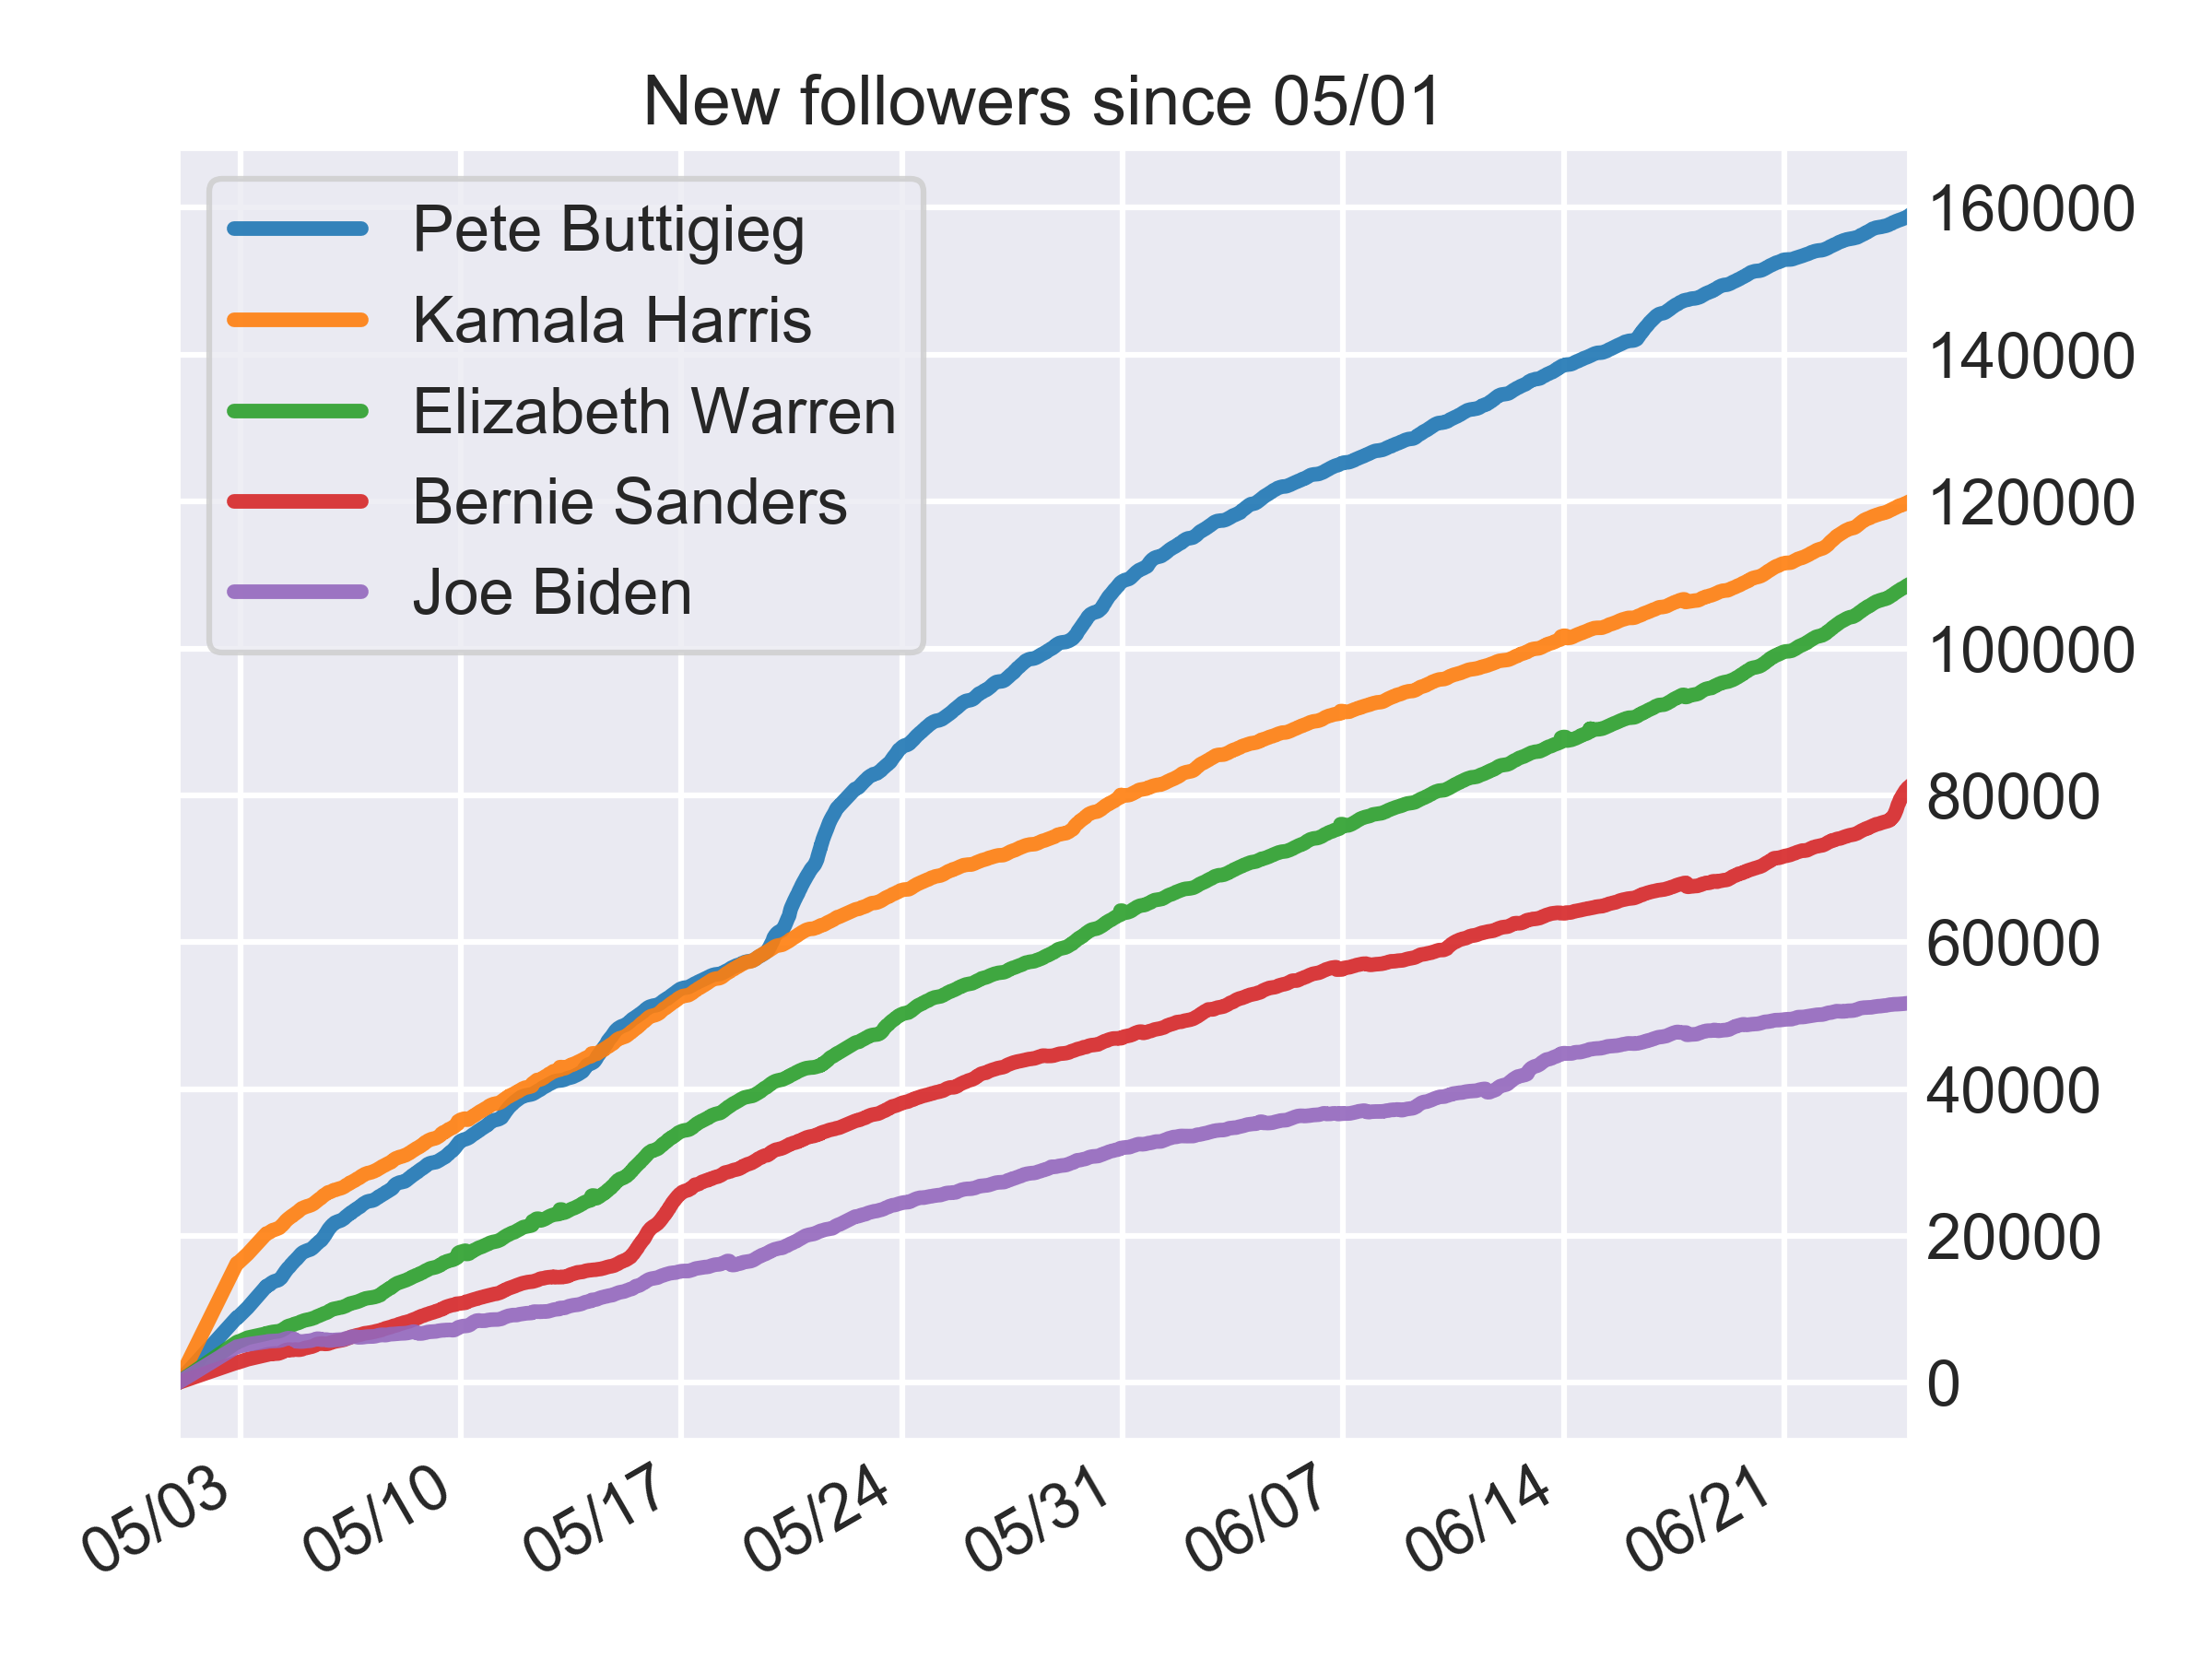 New followers since 05/01
Pete Buttigieg
Kamala Harris
Elizabeth Warren
Bernie Sanders
Joe Biden
160000
140000
120000
100000
80000
60000
40000
20000
0
05/03
05/10
05/17
05/24
05/31
06/07
06/14
06/21